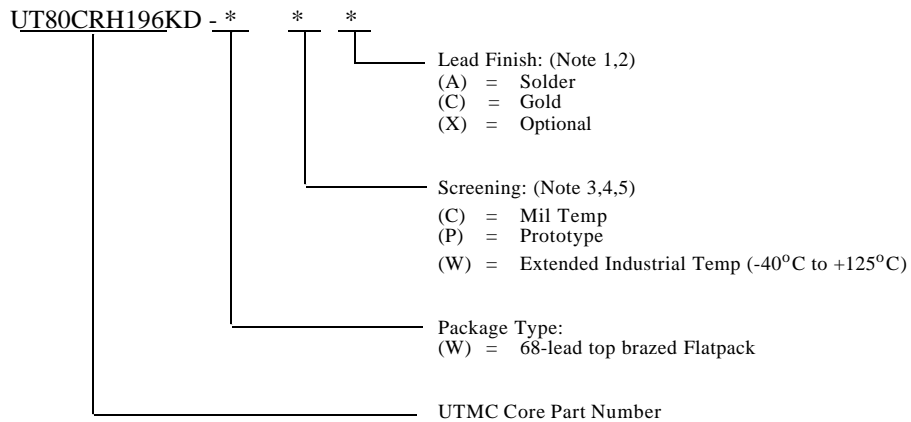 UT80CRH196KD - * * *
Lead Finish: (Note 1,2)
(A) = Solder
(C) = Gold
(X) = Optional
Screening: (Note 3,4,5)
(C) = Mil Temp
(P) = Prototype
(W) = Extended Industrial Temp (-40°C to +125°C)
Package Type:
(W) = 68-lead top brazed Flatpack
UTMC Core Part Number